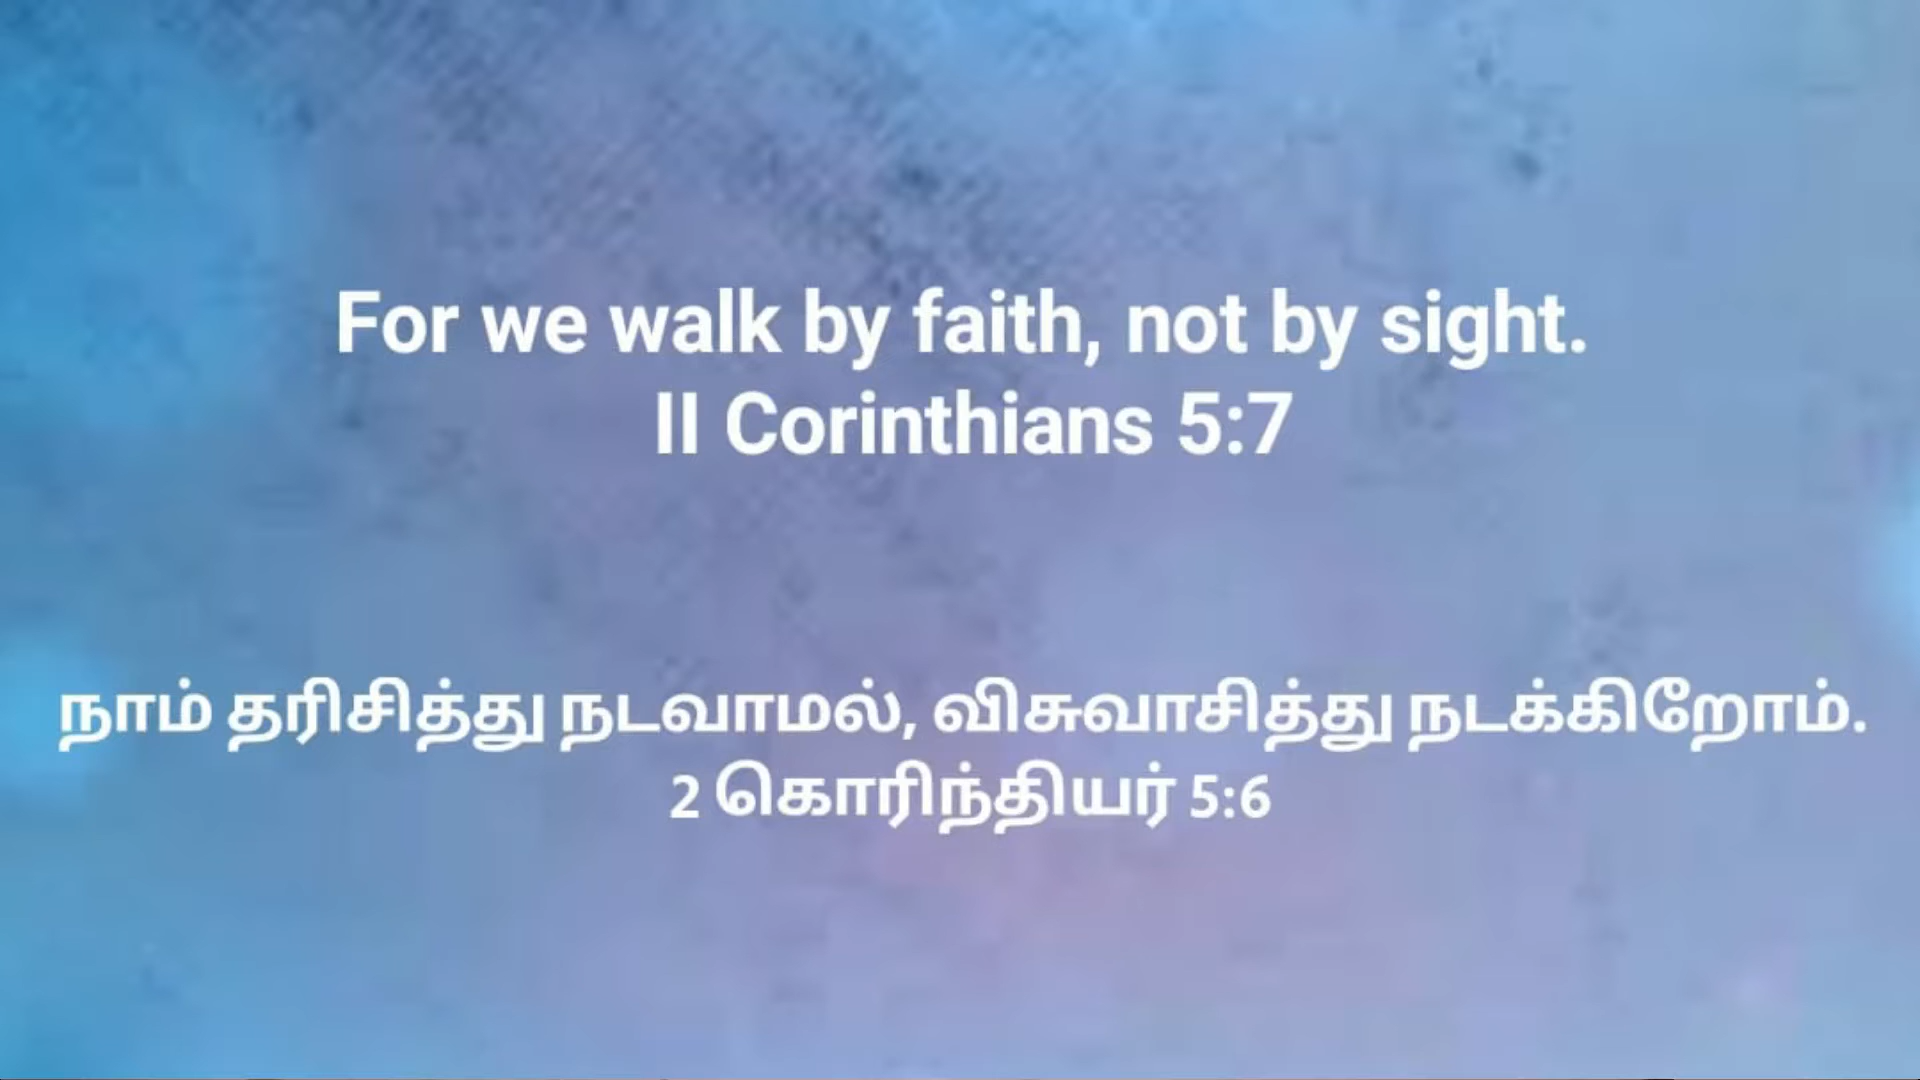 For we walk by faith, not by sight.
II Corinthians 5:7
நாம் தரிசித்து நடவாமல், விசுவாசித்து நடக்கிறோம்.
2 கொரிந்தியர் 5:6